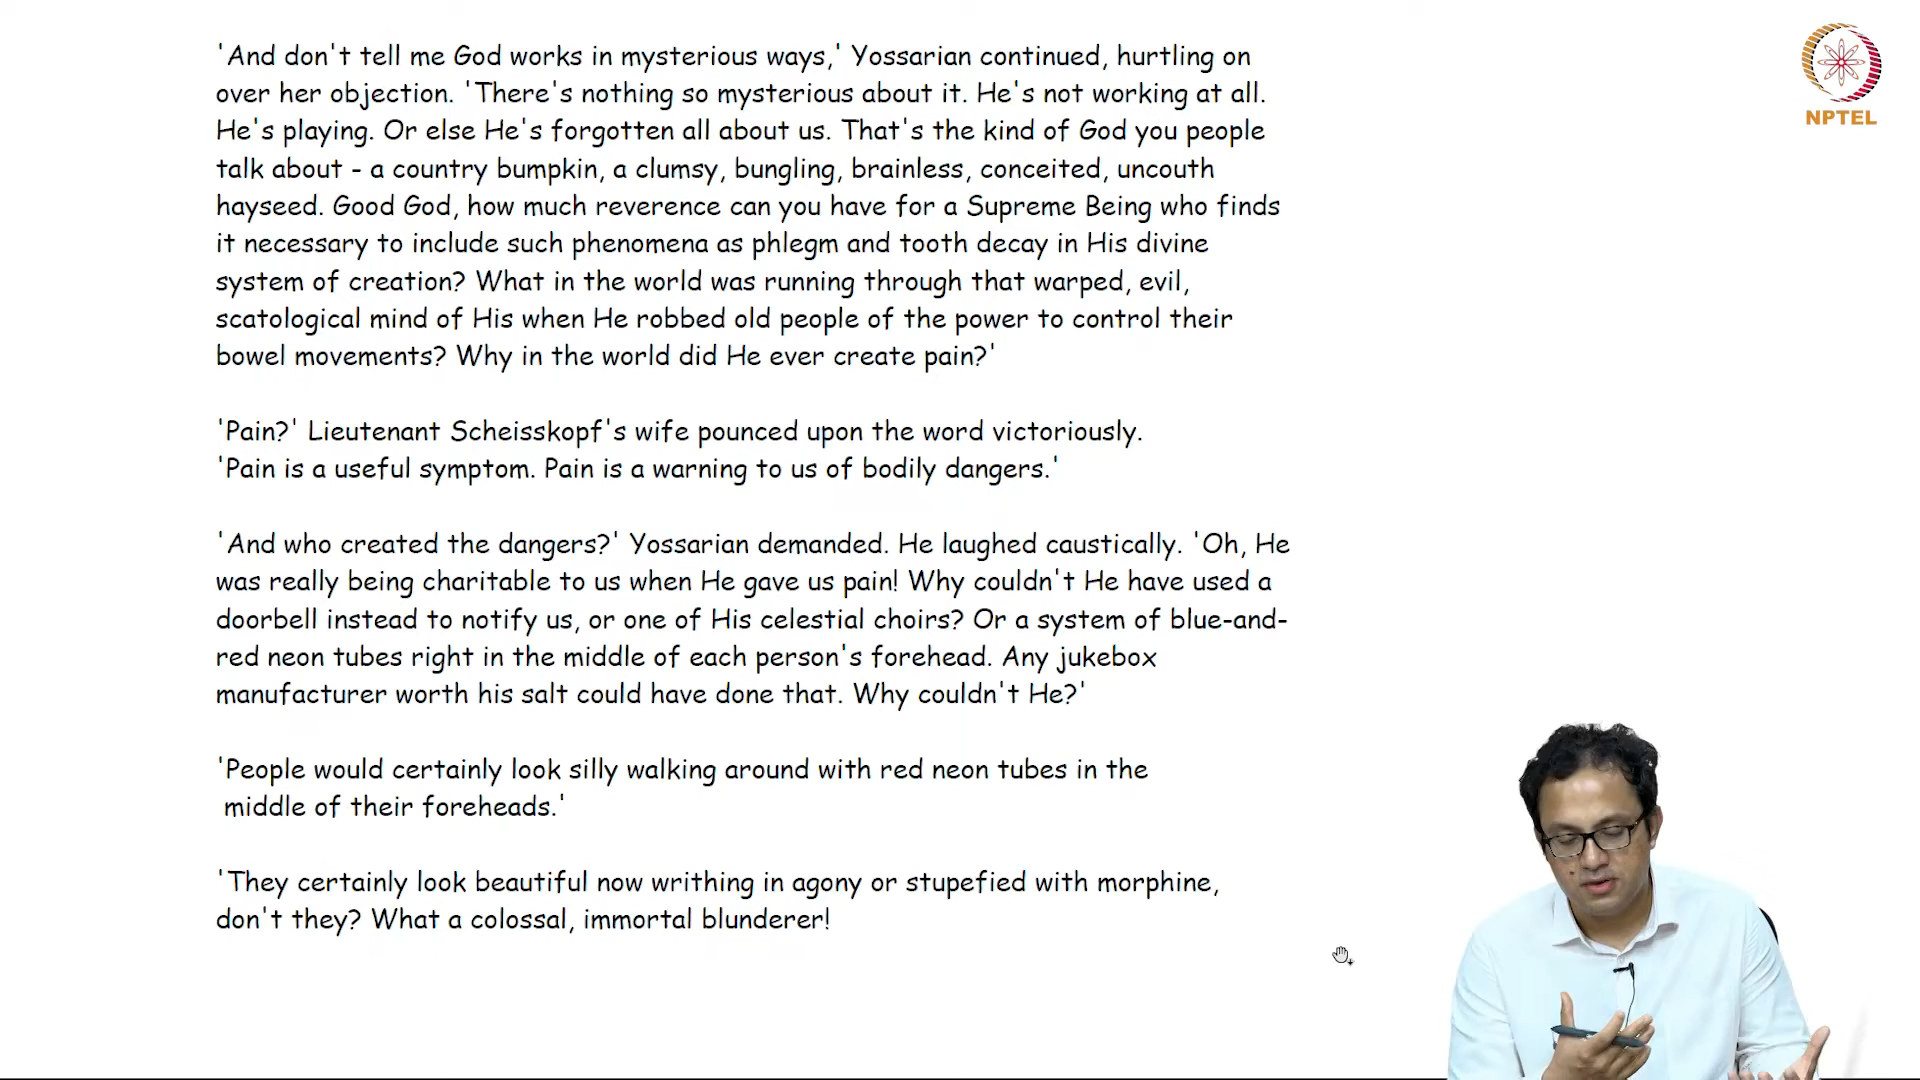 'And don't tell me God works in mysterious ways,' Yossarian continued, hurtling on
over her objection. 'There's nothing so mysterious about it. He's not working at all.
He's playing. Or else He's forgotten all about us. That's the kind of God you people
talk about - a country bumpkin, a clumsy, bungling, brainless, conceited, uncouth
hayseed. Good God, how much reverence can you have for a Supreme Being who finds
it necessary to include such phenomena as phlegm and tooth decay in His divine
system of creation? What in the world was running through that warped, evil,
scatological mind of His when He robbed old people of the power to control their
bowel movements? Why in the world did He ever create pain?'
'Pain?' Lieutenant Scheisskopf's wife pounced upon the word victoriously.
'Pain is a useful symptom. Pain is a warning to us of bodily dangers.'
'And who created the dangers?' Yossarian demanded. He laughed caustically. 'Oh, He
was really being charitable to us when He gave us pain! Why couldn't He have used a
doorbell instead to notify us, or one of His celestial choirs? Or a system of blue-and-
red neon tubes right in the middle of each person's forehead. Any jukebox
manufacturer worth his salt could have done that. Why couldn't He?'
'People would certainly look silly walking around with red neon tubes in the
middle of their foreheads.'
'They certainly look beautiful now writhing in agony or stupefied with morphine,
don't they? What a colossal, immortal blunderer!
NPTEL